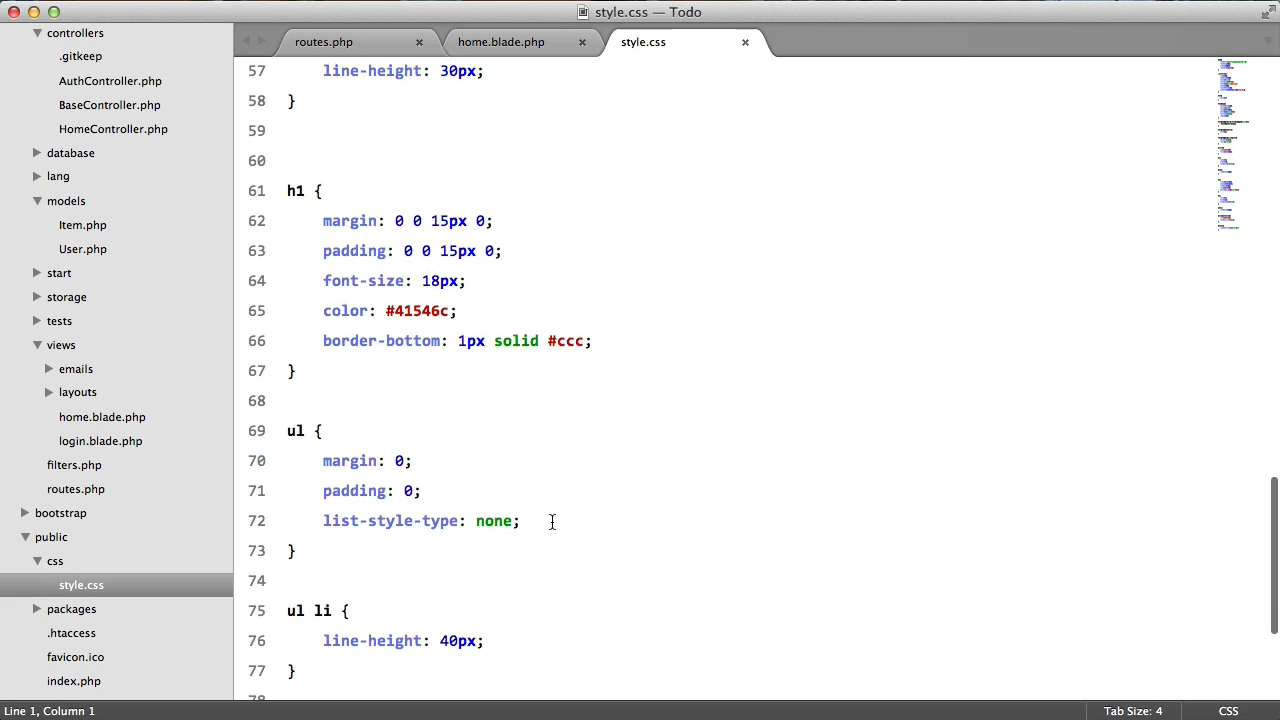 style.css — Todo
controllers
.gitkeep
AuthController.php
BaseController.php
HomeController.php
database
lang
models
Item.php
User.php
start
storage
tests
views
emails
layouts
home.blade.php
login.blade.php
filters.php
routes.php
bootstrap
public
css
style.css
packages
.htaccess
favicon.ico
index.php
routes.php
home.blade.php
style.css
57 line-height: 30px;
58 }
59
60
61 h1 {
62 margin: 0 0 15px 0;
63 padding: 0 0 15px 0;
64 font-size: 18px;
65 color: #41546c;
66 border-bottom: 1px solid #ccc;
67 }
68
69 ul {
70 margin: 0;
71 padding: 0;
72 list-style-type: none;
73 }
74
75 ul li {
76 line-height: 40px;
77 }
Line 1, Column 1
Tab Size: 4
CSS